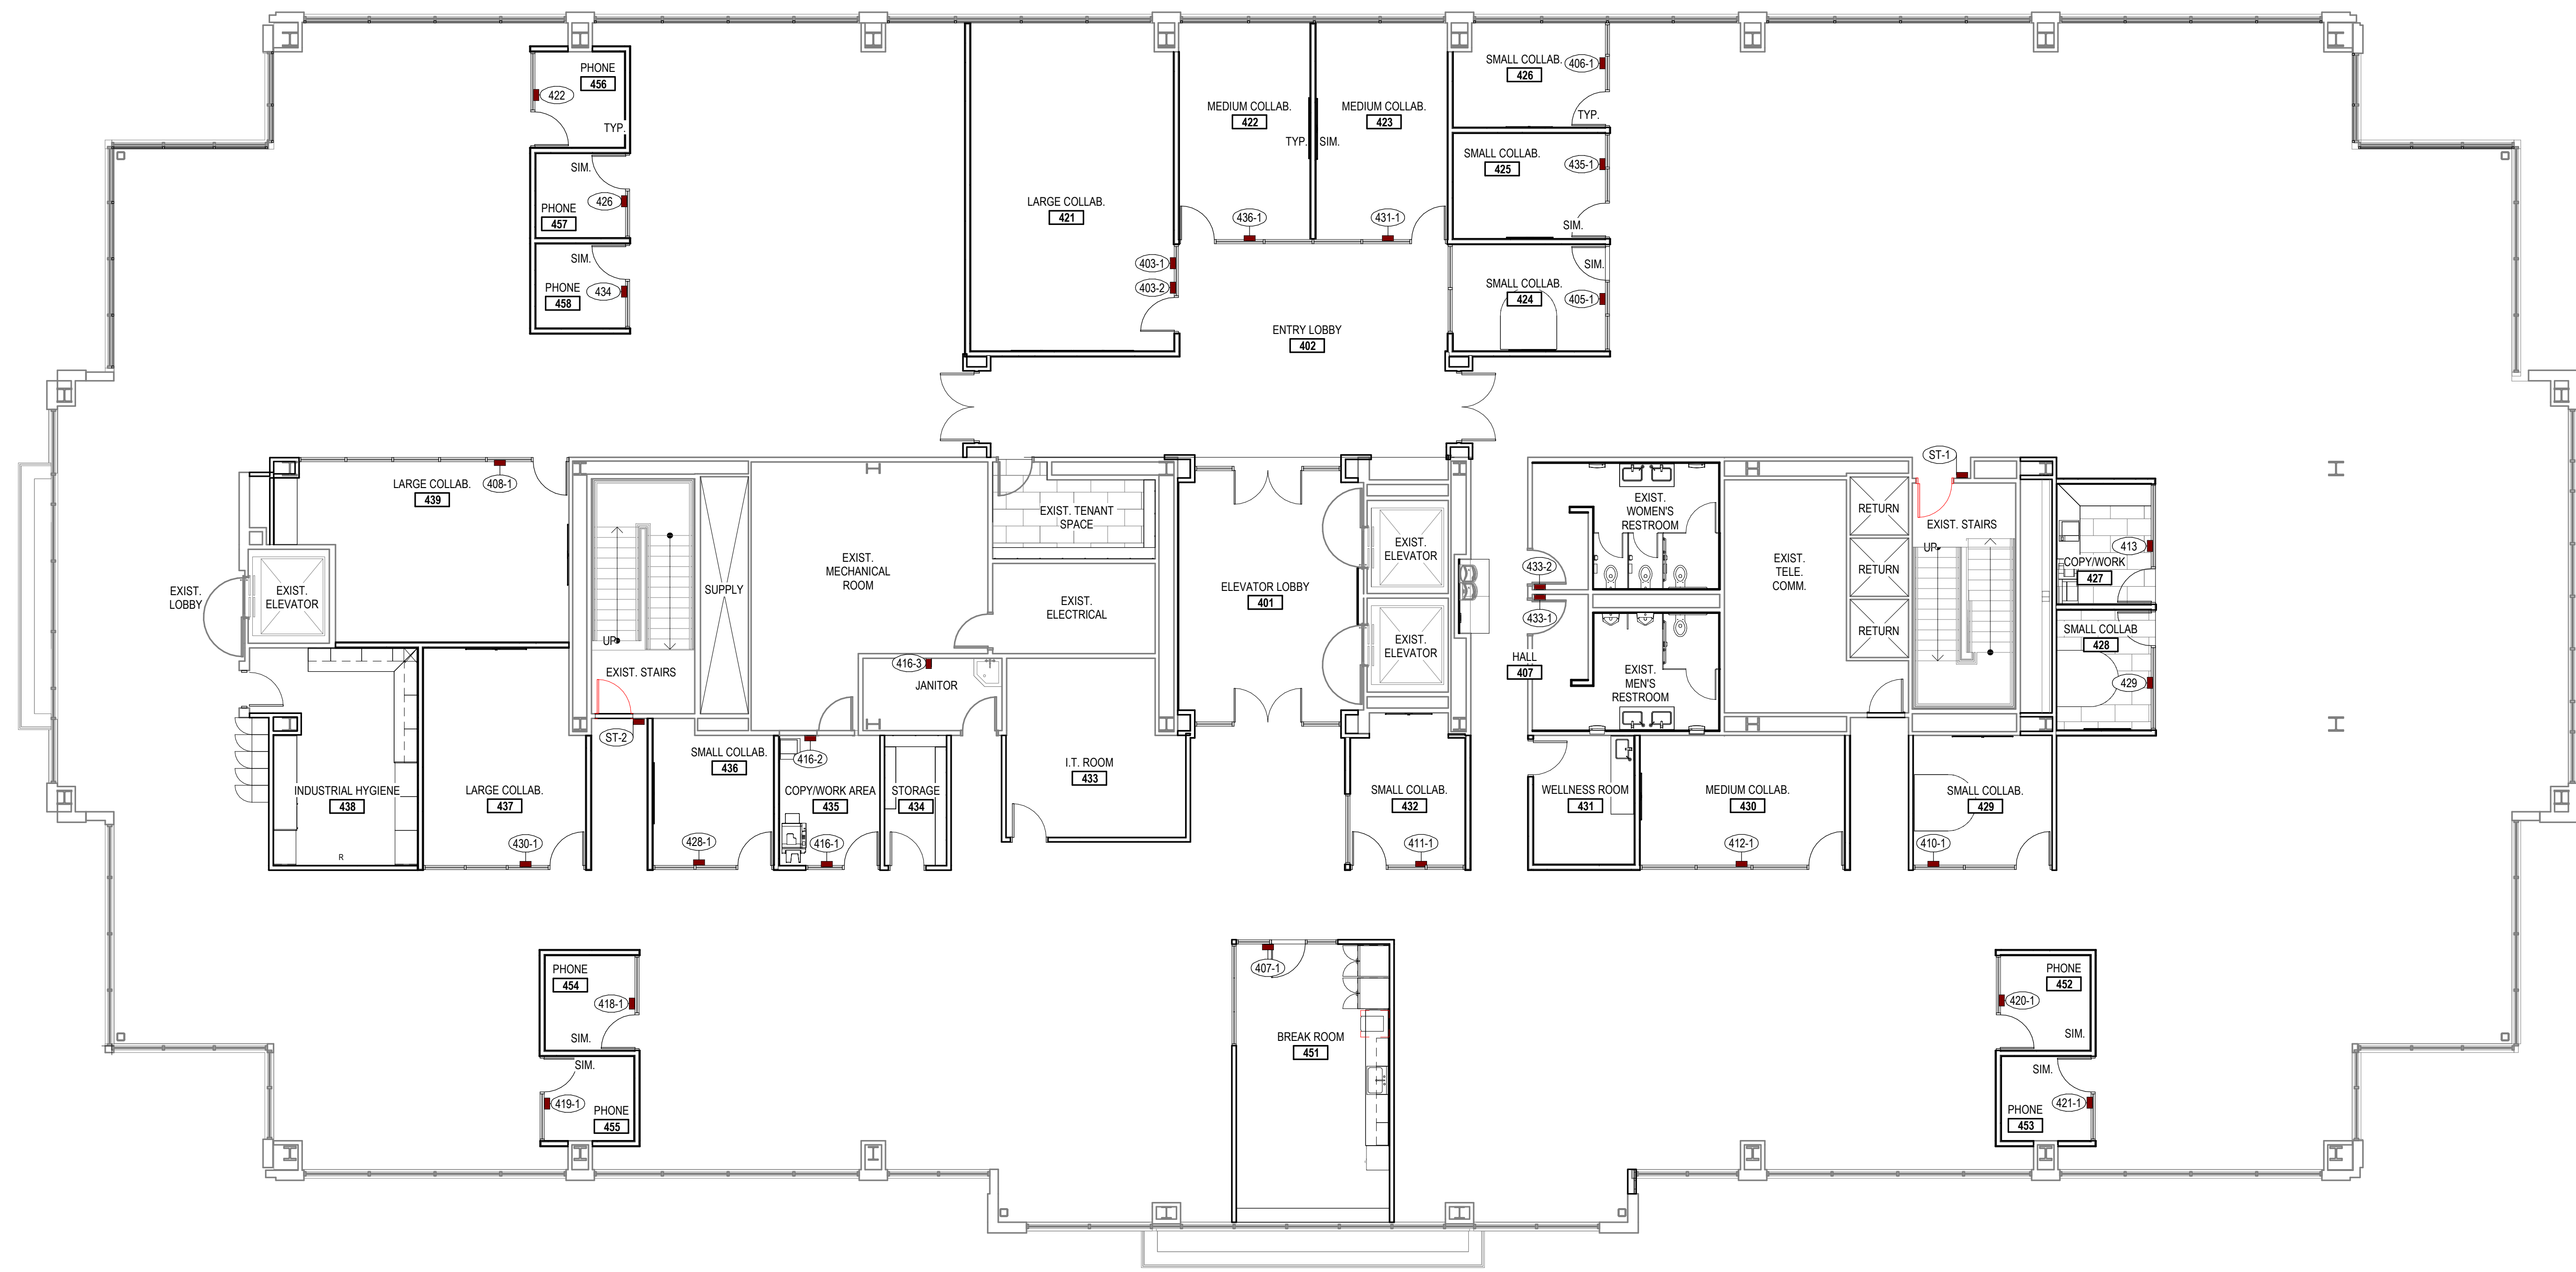 PHONE
456
422
TYP.
SIM.
PHONE
457
426
SIM.
PHONE
458
434
LARGE COLLAB.
421
403-1
403-2
MEDIUM COLLAB.
422
TYP.
436-1
MEDIUM COLLAB.
423
SIM.
431-1
SMALL COLLAB.
426
406-1
TYP.
SMALL COLLAB.
425
435-1
SIM.
SIM.
SMALL COLLAB.
424
405-1
ENTRY LOBBY
402
LARGE COLLAB.
439
408-1
EXIST.
LOBBY
EXIST.
ELEVATOR
UP
EXIST. STAIRS
ST-2
SUPPLY
EXIST.
MECHANICAL
ROOM
EXIST. TENANT
SPACE
EXIST.
ELECTRICAL
416-3
JANITOR
ELEVATOR LOBBY
401
EXIST.
ELEVATOR
EXIST.
ELEVATOR
EXIST.
WOMEN'S
RESTROOM
433-2
433-1
HALL
407
EXIST.
MEN'S
RESTROOM
EXIST.
TELE.
COMM.
RETURN
RETURN
RETURN
ST-1
EXIST. STAIRS
UP
413
COPY/WORK
427
SMALL COLLAB
428
429
INDUSTRIAL HYGIENE
438
R
LARGE COLLAB.
437
430-1
SMALL COLLAB.
436
428-1
416-2
COPY/WORK AREA
435
416-1
STORAGE
434
I.T. ROOM
433
SMALL COLLAB.
432
411-1
WELLNESS ROOM
431
MEDIUM COLLAB.
430
412-1
SMALL COLLAB.
429
410-1
PHONE
454
418-1
SIM.
SIM.
419-1
PHONE
455
407-1
BREAK ROOM
451
PHONE
452
420-1
SIM.
SIM.
421-1
PHONE
453